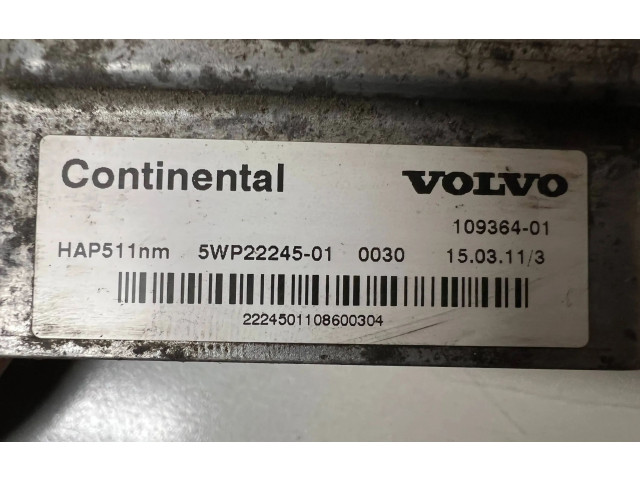 Continental VOLVO
109364-01
HAP511nm 5WP22245-01 0030 15.03.11/3
2224501108600304